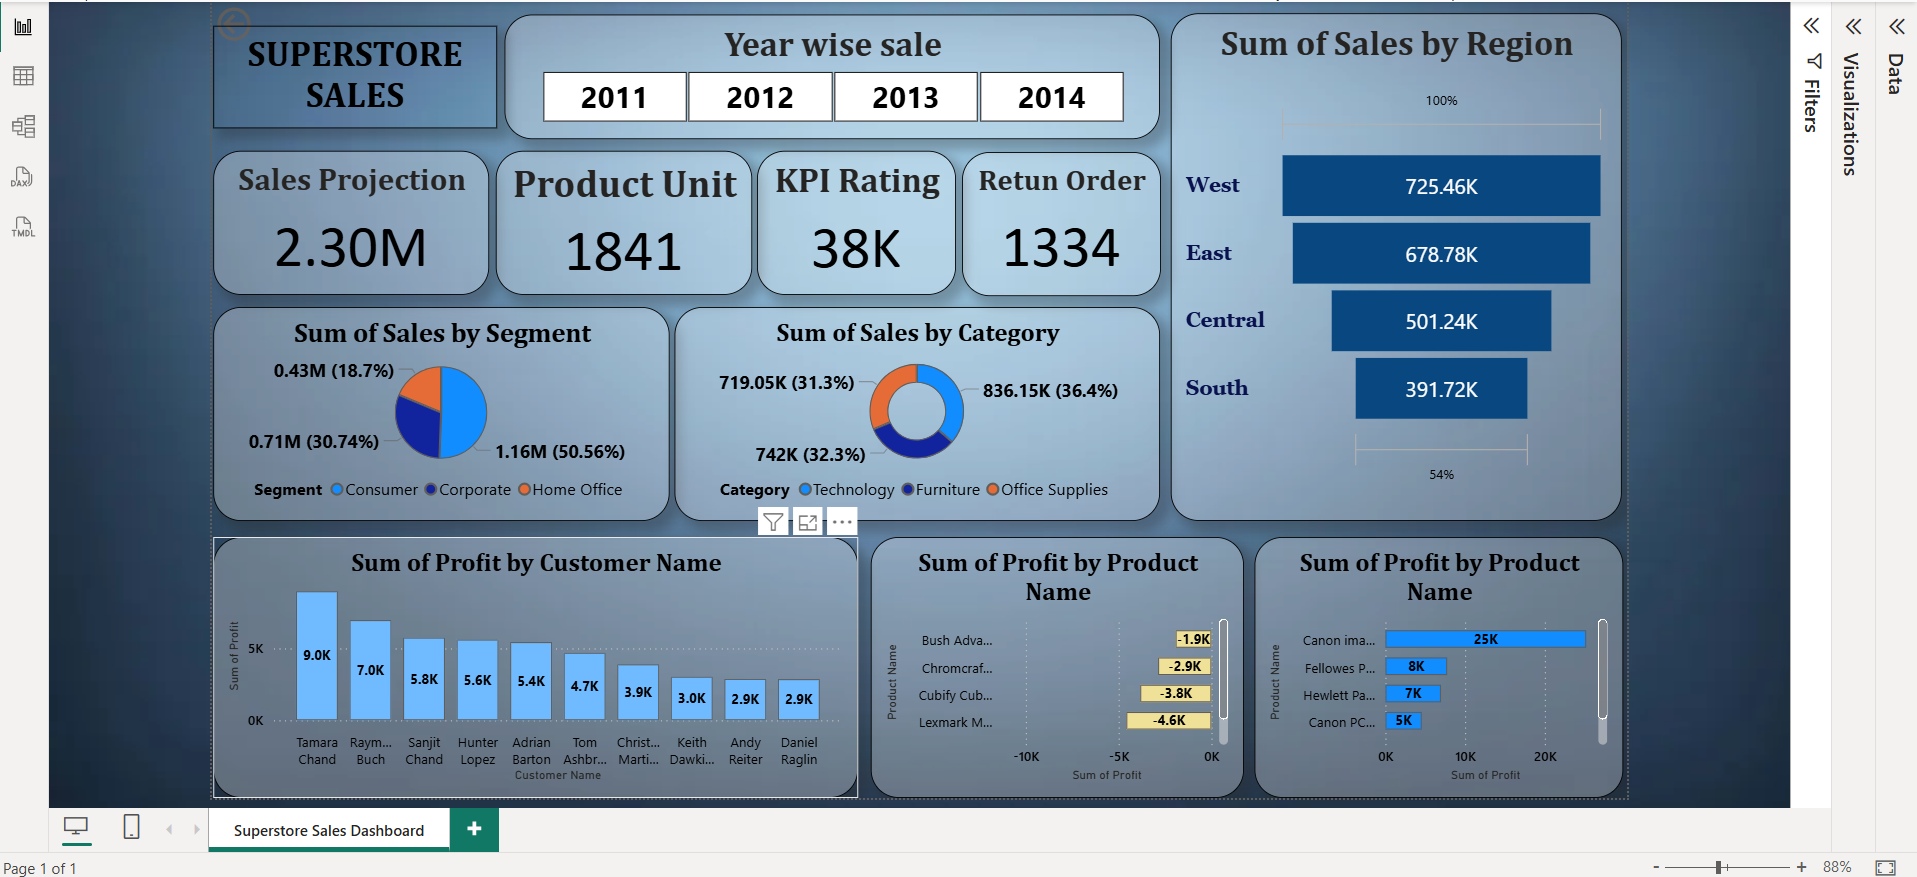 SUPERSTORE
SALES
Year wise sale
2011 2012 2013 2014
Sales Projection
2.30M
Product Unit
1841
KPI Rating
38K
Retun Order
1334
Sum of Sales by Region
100%
West 725.46K
East 678.78K
Central 501.24K
South 391.72K
54%
Sum of Sales by Segment
0.43M (18.7%)
0.71M (30.74%)
1.16M (50.56%)
Segment Consumer Corporate Home Office
Sum of Sales by Category
719.05K (31.3%)
836.15K (36.4%)
742K (32.3%)
Category Technology Furniture Office Supplies
Sum of Profit by Customer Name
Sum of Profit
5K
0K
9.0K 7.0K 5.8K 5.6K 5.4K 4.7K 3.9K 3.0K 2.9K 2.9K
Tamara Raym... Sanjit Hunter Adrian Tom Christ... Keith Andy Daniel
Chand Buch Chand Lopez Barton Ashbr... Marti... Dawki... Reiter Raglin
Customer Name
Sum of Profit by Product
Name
Product Name
Bush Adva... -1.9K
Chromcraf... -2.9K
Cubify Cub... -3.8K
Lexmark M... -4.6K
-10K -5K 0K
Sum of Profit
Sum of Profit by Product
Name
Product Name
Canon ima... 25K
Fellowes P... 8K
Hewlett Pa... 7K
Canon PC... 5K
0K 10K 20K
Sum of Profit
Filters
Visualizations
Data
DAX
TMDL
Superstore Sales Dashboard
+
Page 1 of 1
- + 88%